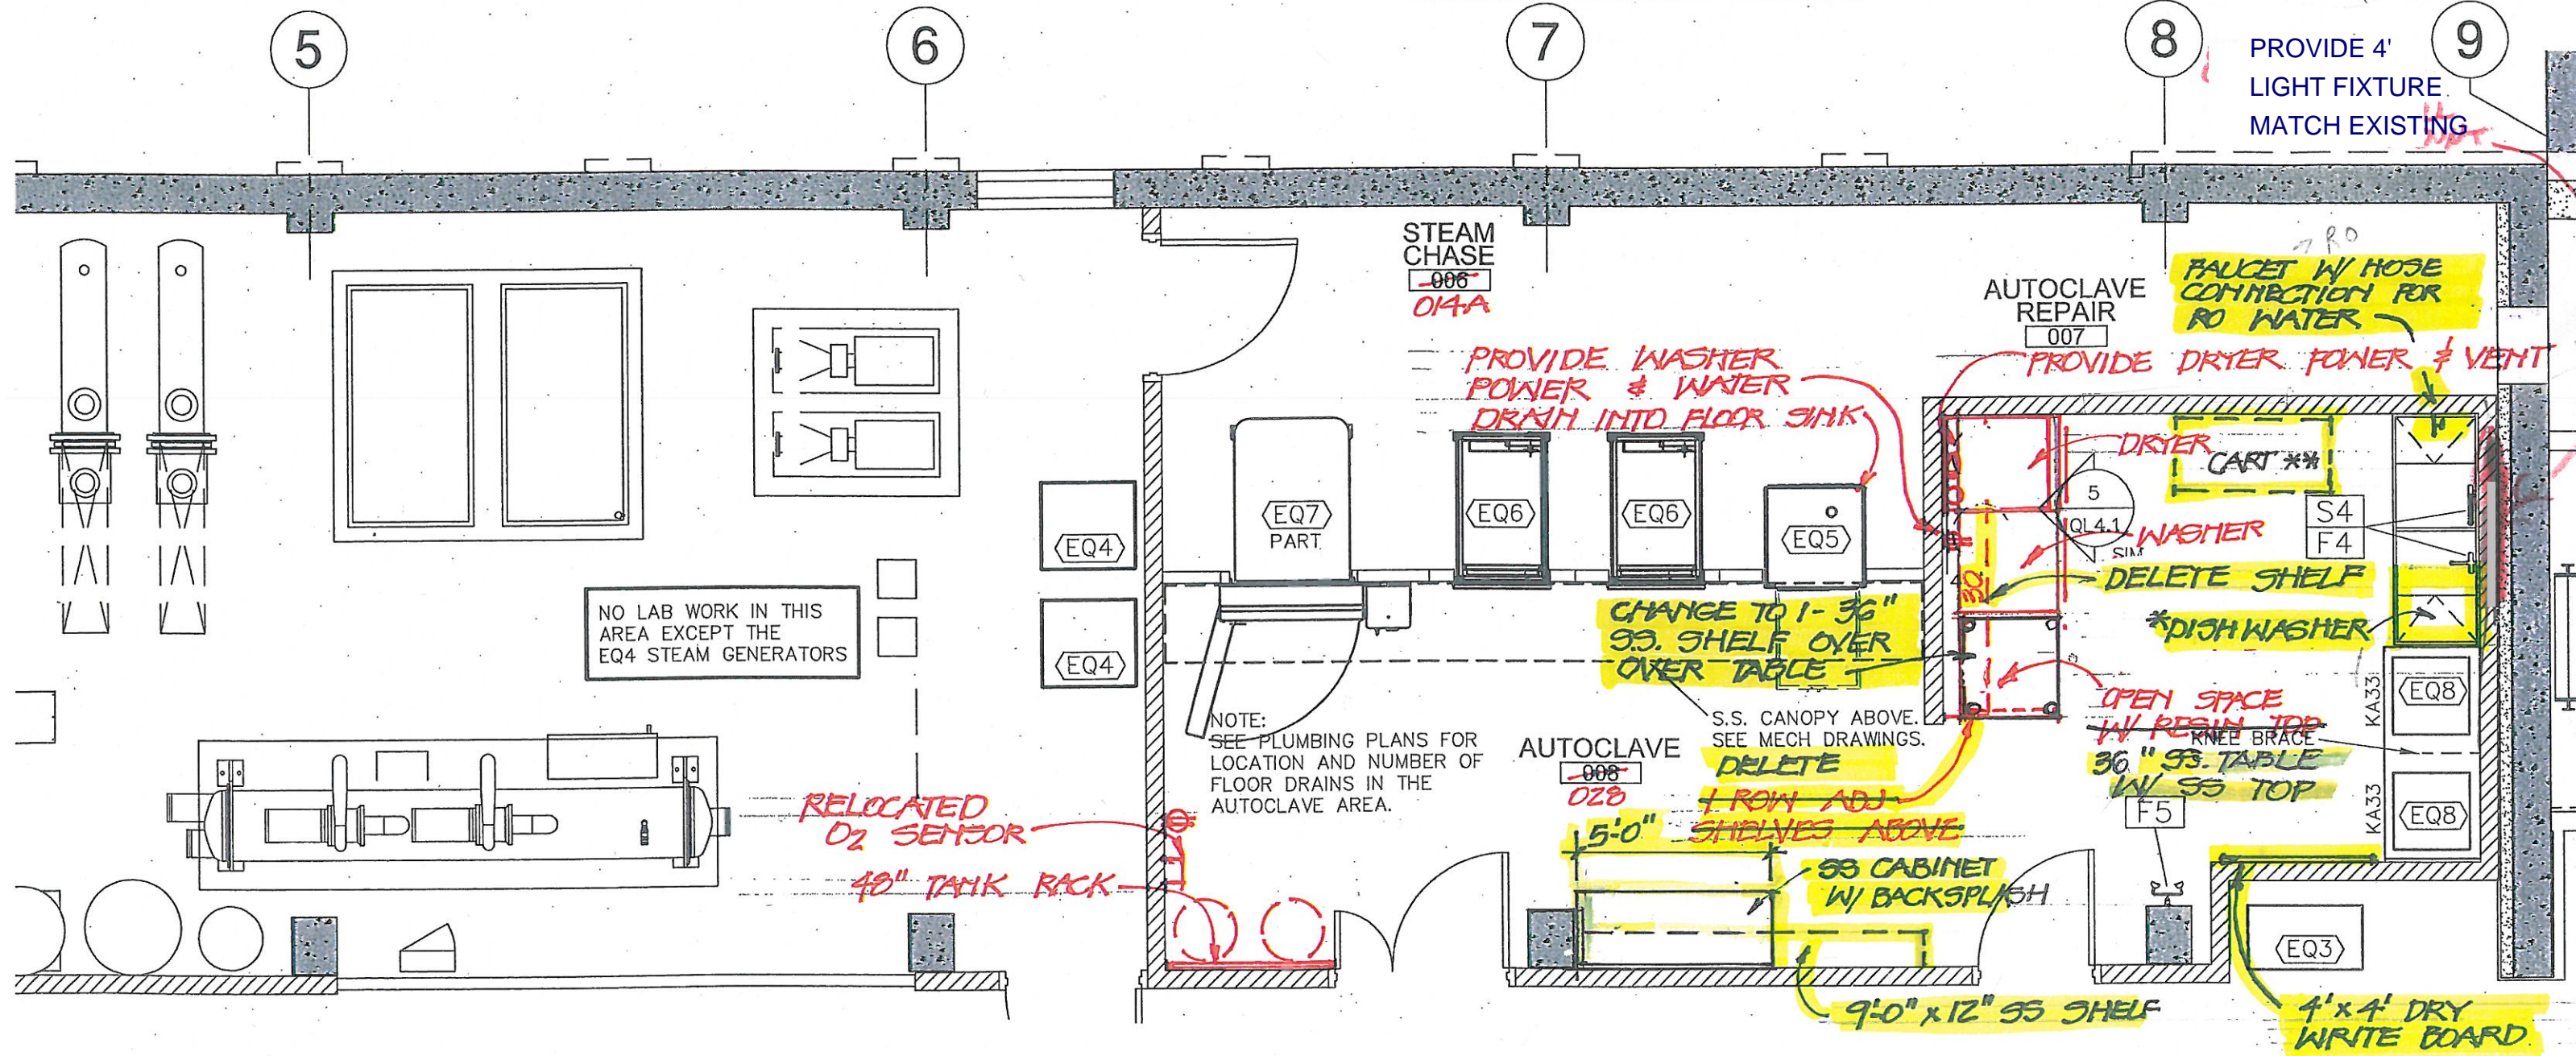 5
6
7
8
9
PROVIDE 4'
LIGHT FIXTURE
MATCH EXISTING
STEAM
CHASE
006
014A
RO
FAUCET W/ HOSE
CONNECTION FOR
RO WATER
AUTOCLAVE
REPAIR
007
PROVIDE WASHER
POWER & WATER
DRAIN INTO FLOOR SINK
PROVIDE DRYER POWER & VENT
DRYER
CART **
5
QL4.1
SIM
S4
F4
WASHER
DELETE SHELF
30
*DISHWASHER
EQ7
PART
EQ6
EQ6
EQ5
EQ4
EQ4
NO LAB WORK IN THIS
AREA EXCEPT THE
EQ4 STEAM GENERATORS
CHANGE TO 1- 36"
S.S. SHELF OVER
OVER TABLE
NOTE:
SEE PLUMBING PLANS FOR
LOCATION AND NUMBER OF
FLOOR DRAINS IN THE
AUTOCLAVE AREA.
S.S. CANOPY ABOVE.
SEE MECH DRAWINGS.
AUTOCLAVE
008
028
DELETE
1 ROW ADJ
SHELVES ABOVE
OPEN SPACE
W/ RESIN TOP
KNEE BRACE
36" SS. TABLE
W/ SS TOP
F5
KA33
EQ8
KA33
EQ8
RELOCATED
O2 SENSOR
48" TANK RACK
5'-0"
SS CABINET
W/ BACKSPLASH
9'-0" x 12" SS SHELF
EQ3
4' x 4' DRY
WRITE BOARD